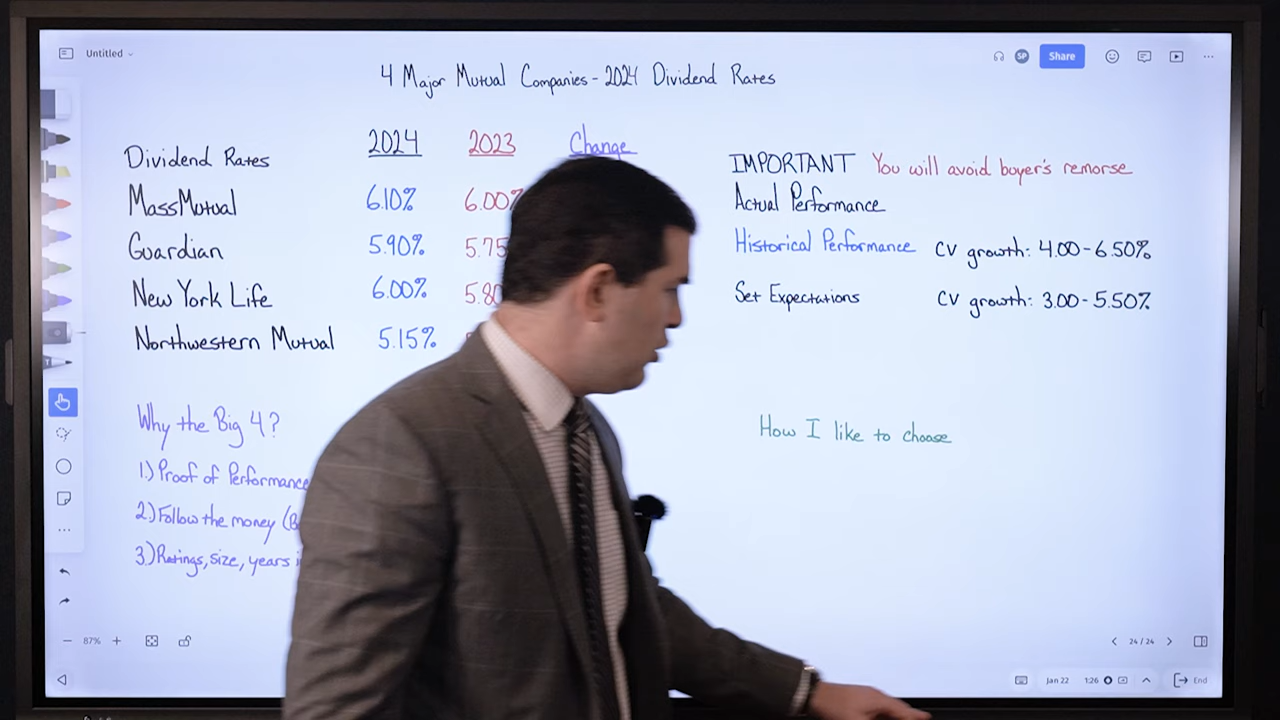 Untitled
Share
SP
4 Major Mutual Companies - 2024 Dividend Rates
Dividend Rates 2024 2023 Change
MassMutual 6.10% 6.00%
Guardian 5.90% 5.75
New York Life 6.00% 5.80
Northwestern Mutual 5.15%
Why the Big 4?
1.) Proof of Performance
2.) Follow the money (B
3.) Ratings, size, years i
IMPORTANT You will avoid buyer's remorse
Actual Performance
Historical Performance CV growth: 4.00-6.50%
Set Expectations CV growth: 3.00-5.50%
How I like to choose
87%
24 / 24
Jan 22 1:26 End